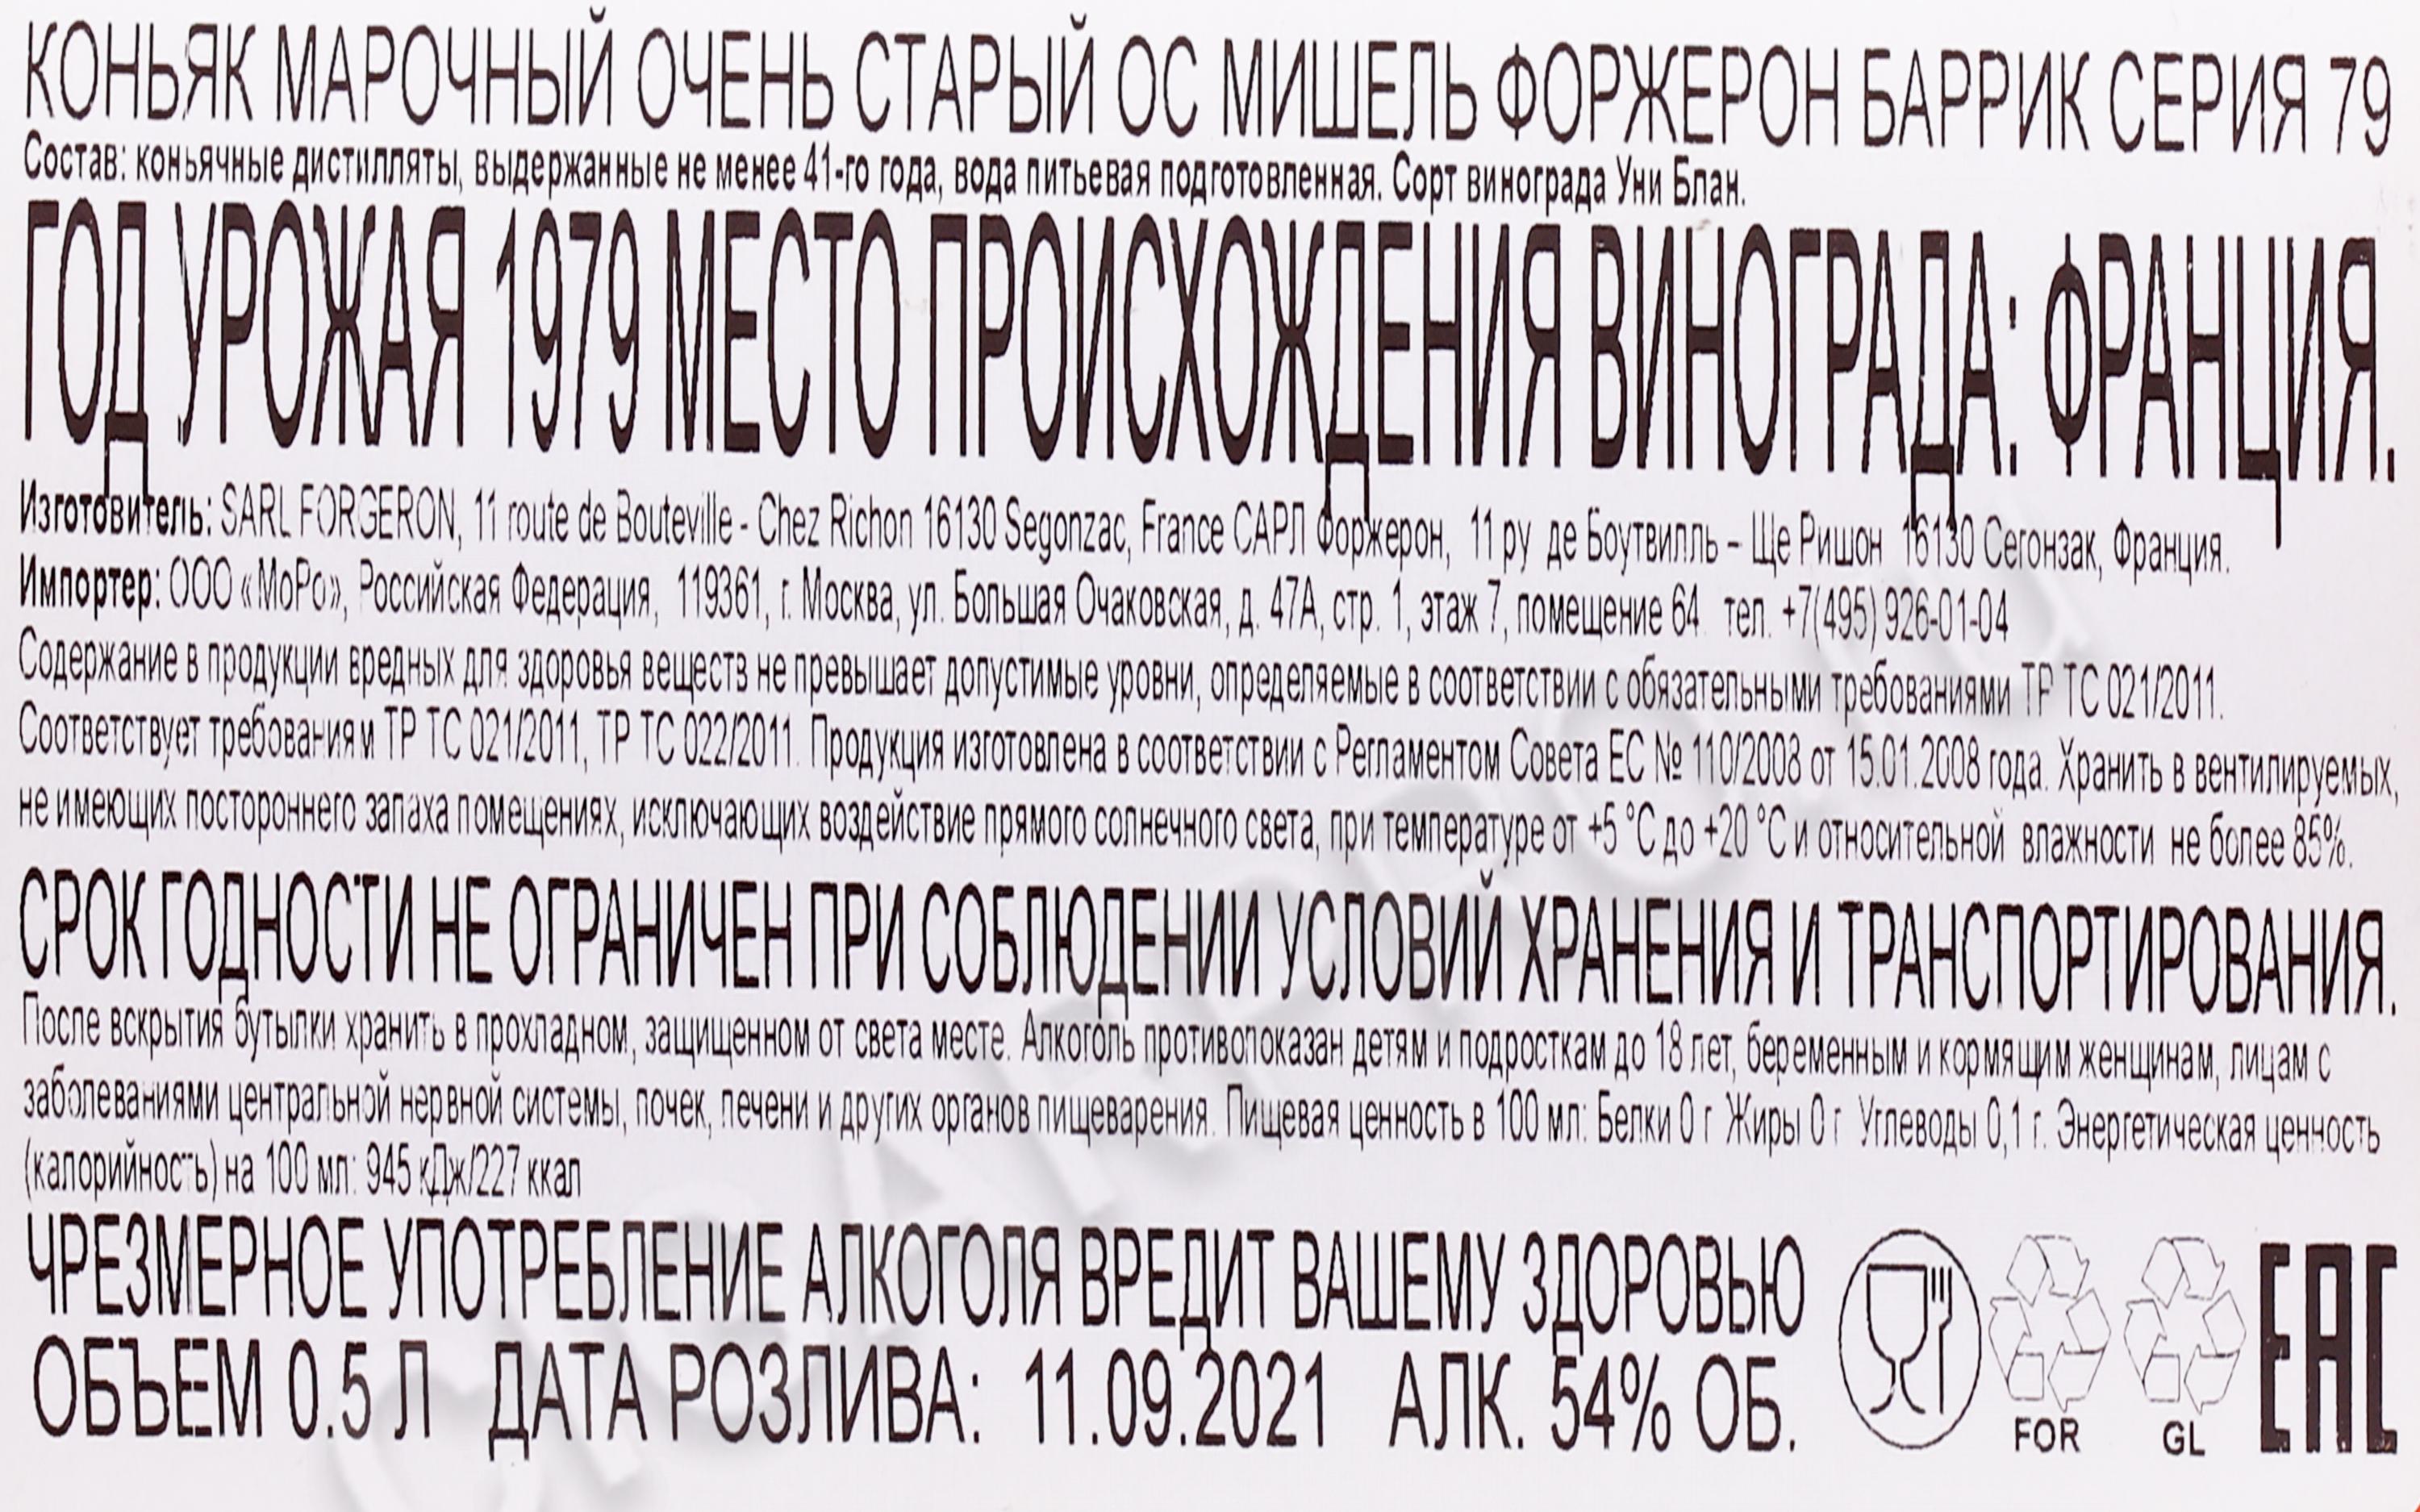 КОНЬЯК МАРОЧНЫЙ ОЧЕНЬ СТАРЫЙ ОС МИШЕЛЬ ФОРЖЕРОН БАРРИК СЕРИЯ 79
Состав: коньячные дистилляты, выдержанные не менее 41-го года, вода питьевая подготовленная. Сорт винограда Уни Блан.
ГОД УРОЖАЯ 1979 МЕСТО ПРОИСХОЖДЕНИЯ ВИНОГРАДА: ФРАНЦИЯ.
Изготовитель: SARL FORGERON, 11 route de Bouteville - Chez Richon 16130 Segonzac, France САРЛ Форжерон, 11 ру де Боутвилль – Ще Ришон 16130 Сегонзак, Франция.
Импортер: ООО «МоРо», Российская Федерация, 119361, г. Москва, ул. Большая Очаковская, д. 47А, стр. 1, этаж 7, помещение 64 тел. +7(495) 926-01-04
Содержание в продукции вредных для здоровья веществ не превышает допустимые уровни, определяемые в соответствии с обязательными требованиями ТР ТС 021/2011.
Соответствует требованиям ТР ТС 021/2011, ТР ТС 022/2011. Продукция изготовлена в соответствии с Регламентом Совета ЕС № 110/2008 от 15.01.2008 года. Хранить в вентилируемых,
не имеющих постороннего запаха помещениях, исключающих воздействие прямого солнечного света, при температуре от +5 °С до +20 °С и относительной влажности не более 85%.
СРОК ГОДНОСТИ НЕ ОГРАНИЧЕН ПРИ СОБЛЮДЕНИИ УСЛОВИЙ ХРАНЕНИЯ И ТРАНСПОРТИРОВАНИЯ.
После вскрытия бутылки хранить в прохладном, защищенном от света месте. Алкоголь противопоказан детям и подросткам до 18 лет, беременным и кормящим женщинам, лицам с
заболеваниями центральной нервной системы, почек, печени и других органов пищеварения. Пищевая ценность в 100 мл: Белки 0 г Жиры 0 г Углеводы 0,1 г. Энергетическая ценность
(калорийность) на 100 мл: 945 кДж/227 ккал
ЧРЕЗМЕРНОЕ УПОТРЕБЛЕНИЕ АЛКОГОЛЯ ВРЕДИТ ВАШЕМУ ЗДОРОВЬЮ
ОБЪЕМ 0.5 Л ДАТА РОЗЛИВА: 11.09.2021 АЛК. 54% ОБ.
FOR GL EAC